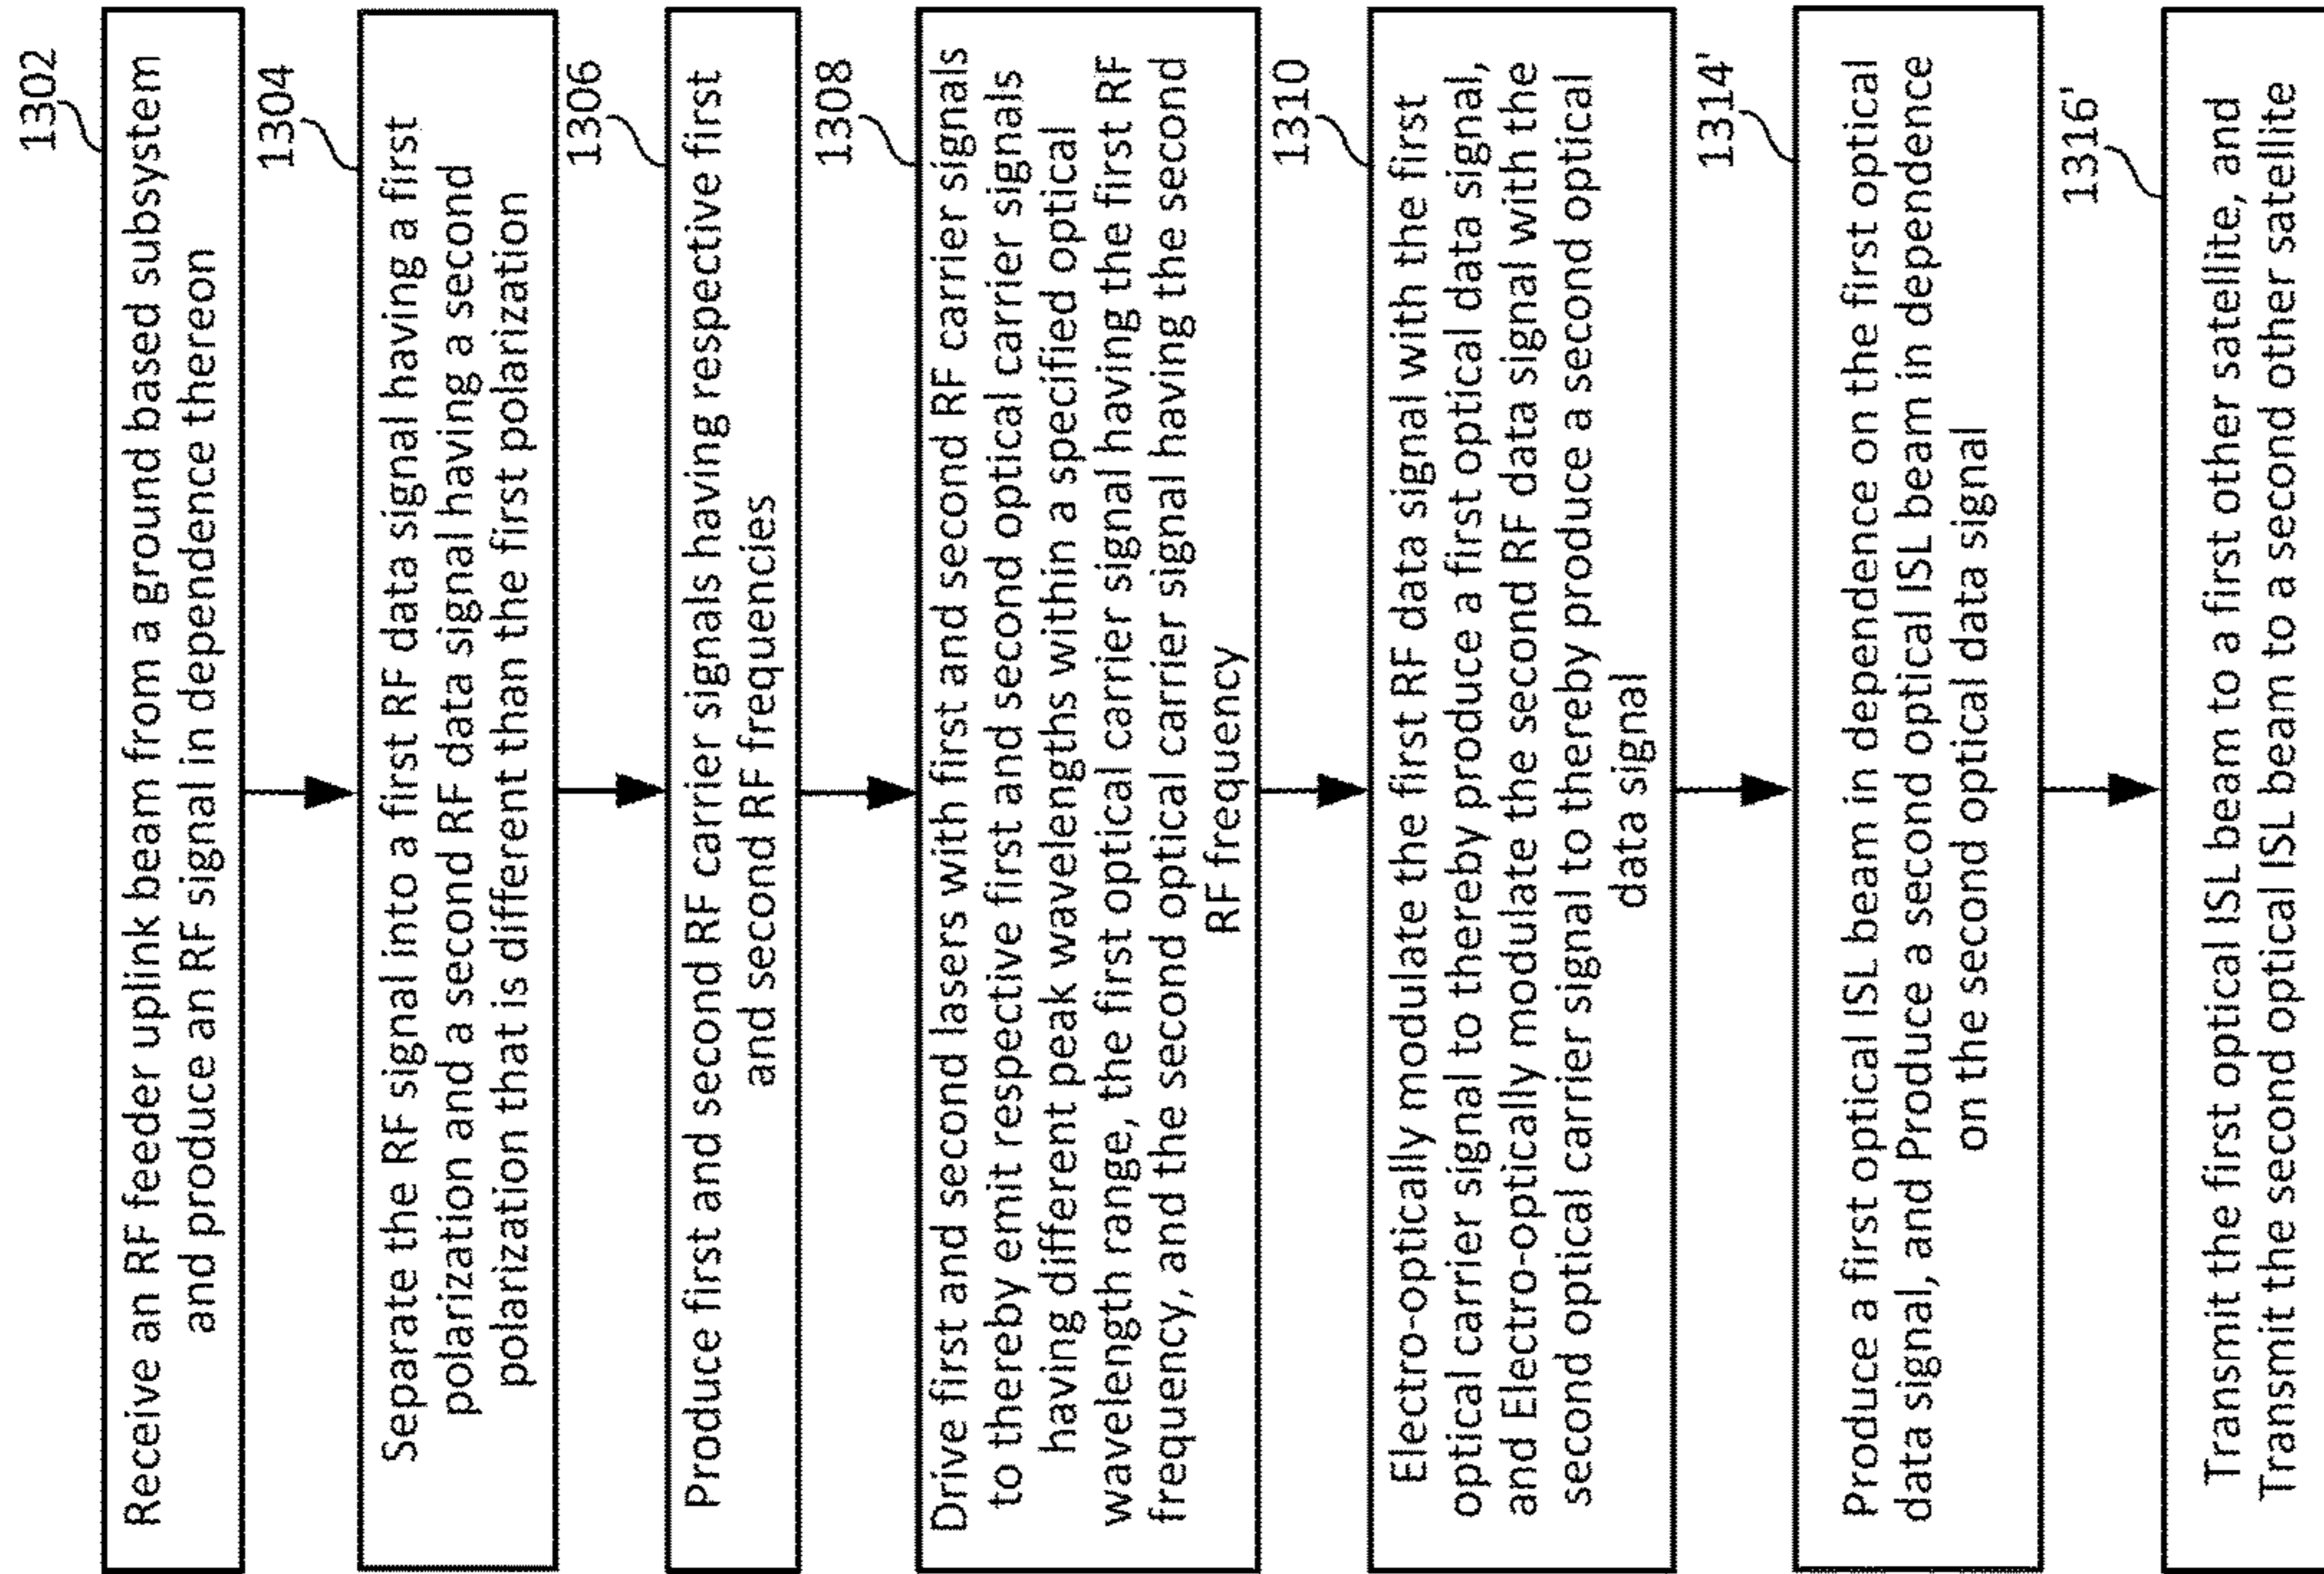 1302
Receive an RF feeder uplink beam from a ground based subsystem
and produce an RF signal in dependence thereon
1304
Separate the RF signal into a first RF data signal having a first
polarization and a second RF data signal having a second
polarization that is different than the first polarization
1306
Produce first and second RF carrier signals having respective first
and second RF frequencies
1308
Drive first and second lasers with first and second RF carrier signals
to thereby emit respective first and second optical carrier signals
having different peak wavelengths within a specified optical
wavelength range, the first optical carrier signal having the first RF
frequency, and the second optical carrier signal having the second
RF frequency
1310
Electro-optically modulate the first RF data signal with the first
optical carrier signal to thereby produce a first optical data signal,
and Electro-optically modulate the second RF data signal with the
second optical carrier signal to thereby produce a second optical
data signal
1314'
Produce a first optical ISL beam in dependence on the first optical
data signal, and Produce a second optical ISL beam in dependence
on the second optical data signal
1316'
Transmit the first optical ISL beam to a first other satellite, and
Transmit the second optical ISL beam to a second other satellite